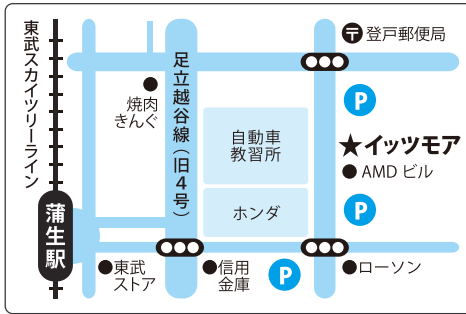 東武スカイツリーライン
蒲生駅
足立越谷線(旧4号)
〒登戸郵便局
焼肉
きんぐ
P
自動車
教習所
★イッツモア
AMD ビル
ホンダ
P
東武
ストア
信用
金庫
P
ローソン